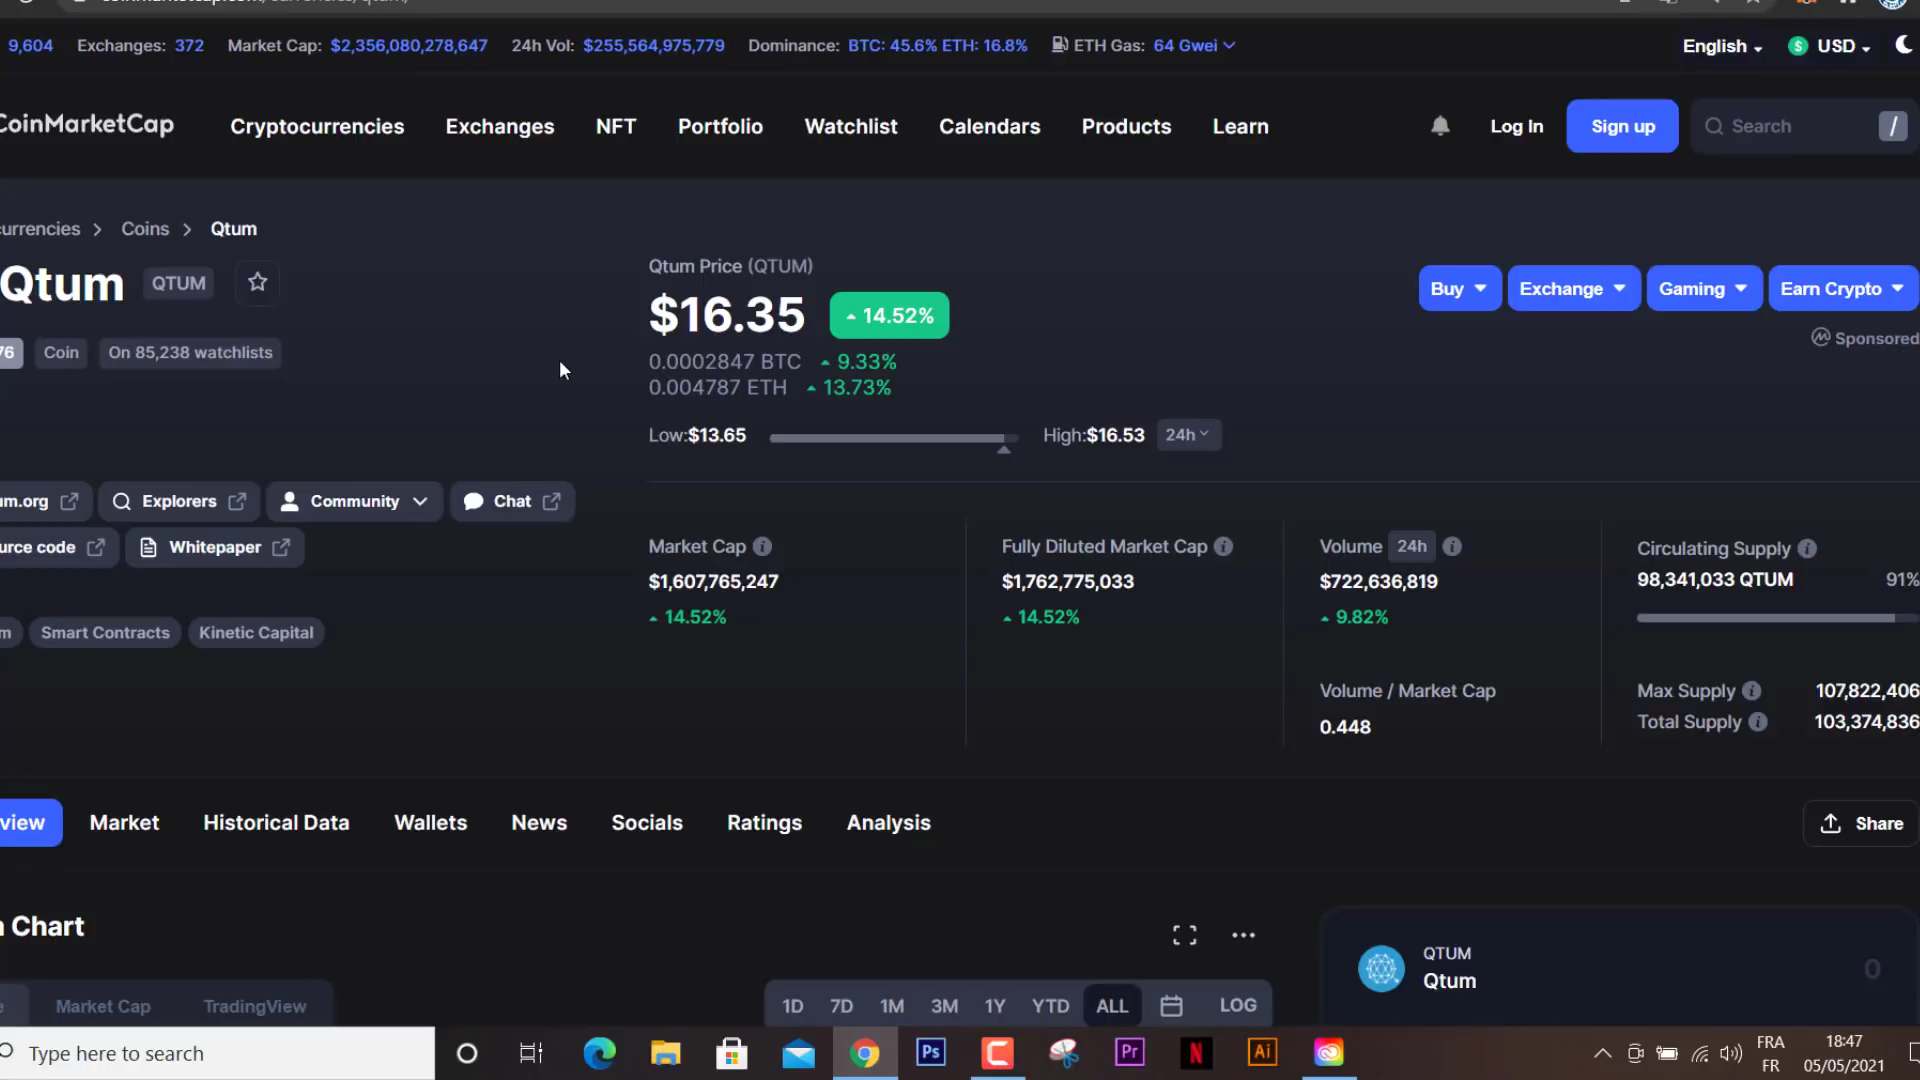 9,604 Exchanges: 372 Market Cap: $2,356,080,278,647 24h Vol: $255,564,975,779 Dominance: BTC: 45.6% ETH: 16.8% ETH Gas: 64 Gwei English USD
CoinMarketCap Cryptocurrencies Exchanges NFT Portfolio Watchlist Calendars Products Learn Log In Sign up Search /
urrencies > Coins > Qtum
Qtum QTUM
76 Coin On 85,238 watchlists
Qtum Price (QTUM)
$16.35 14.52%
0.0002847 BTC 9.33%
0.004787 ETH 13.73%
Low:$13.65 High:$16.53 24h
Buy Exchange Gaming Earn Crypto
Sponsored
um.org Explorers Community Chat
urce code Whitepaper
m Smart Contracts Kinetic Capital
Market Cap
$1,607,765,247
14.52%
Fully Diluted Market Cap
$1,762,775,033
14.52%
Volume 24h
$722,636,819
9.82%
Volume / Market Cap
0.448
Circulating Supply
98,341,033 QTUM 91%
Max Supply 107,822,406
Total Supply 103,374,836
view Market Historical Data Wallets News Socials Ratings Analysis Share
Chart
Market Cap TradingView
1D 7D 1M 3M 1Y YTD ALL LOG
QTUM
Qtum 0
Type here to search
Ps Pr N Ai
FRA
FR
18:47
05/05/2021